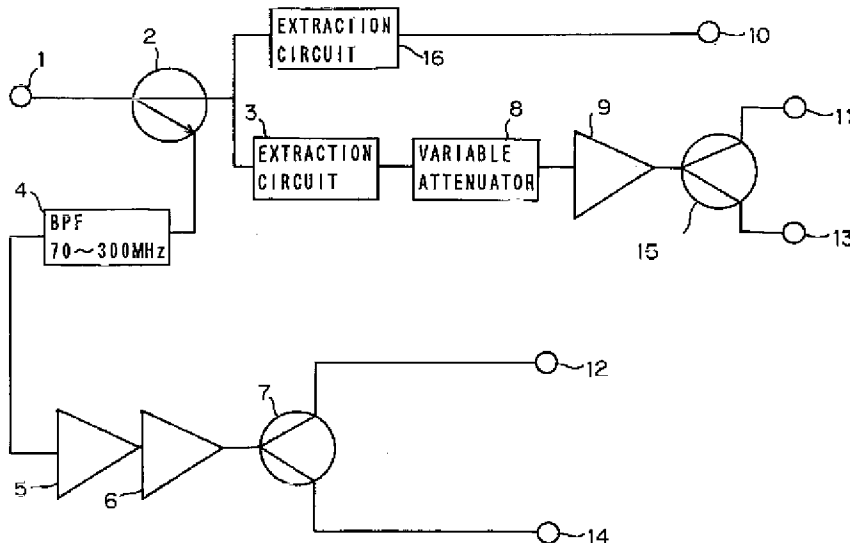 1
2
EXTRACTION
CIRCUIT
16
10
3
EXTRACTION
CIRCUIT
8
VARIABLE
ATTENUATOR
9
11
15
13
4
BPF
70～300MHz
5
6
7
12
14